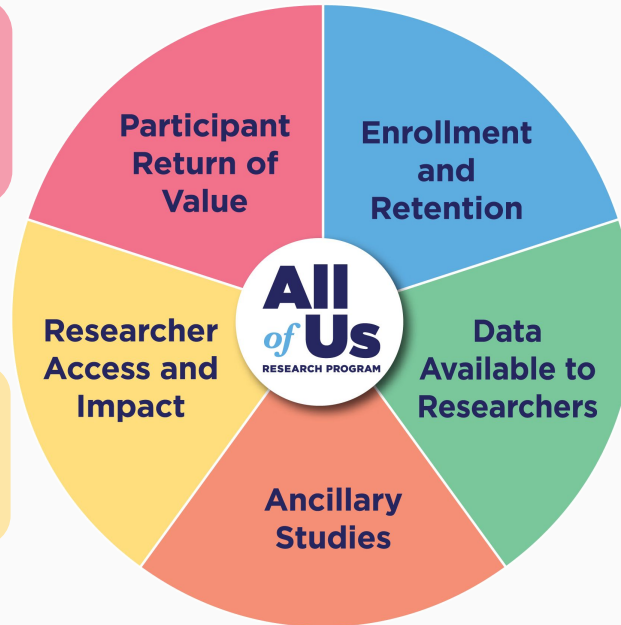 Participant
Return of
Value
Enrollment
and
Retention
All
of Us
RESEARCH PROGRAM
Researcher
Access and
Impact
Data
Available to
Researchers
Ancillary
Studies